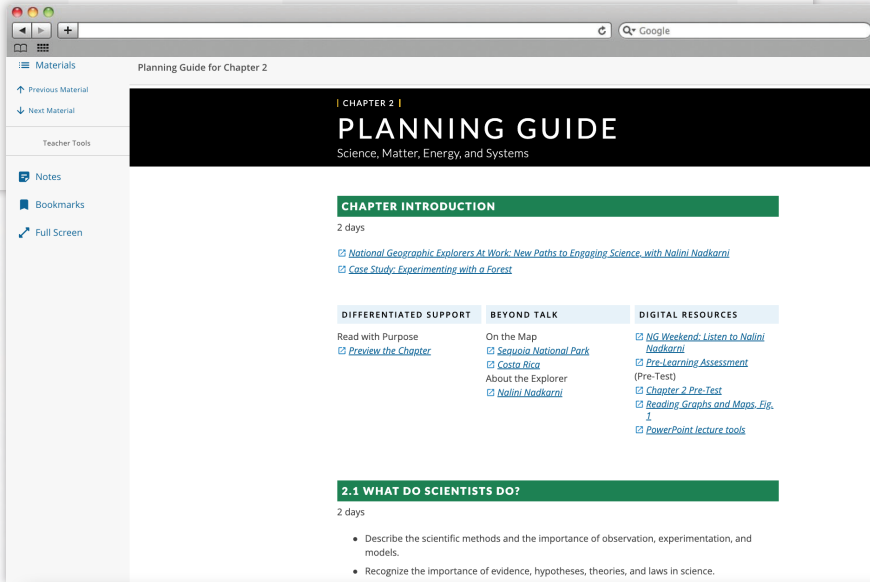 Google
Materials
Planning Guide for Chapter 2
Previous Material
Next Material
Teacher Tools
Notes
Bookmarks
Full Screen
| CHAPTER 2 |
PLANNING GUIDE
Science, Matter, Energy, and Systems
CHAPTER INTRODUCTION
2 days
National Geographic Explorers At Work: New Paths to Engaging Science, with Nalini Nadkarni
Case Study: Experimenting with a Forest
DIFFERENTIATED SUPPORT
Read with Purpose
Preview the Chapter
BEYOND TALK
On the Map
Sequoia National Park
Costa Rica
About the Explorer
Nalini Nadkarni
DIGITAL RESOURCES
NG Weekend: Listen to Nalini
Nadkarni
Pre-Learning Assessment
(Pre-Test)
Chapter 2 Pre-Test
Reading Graphs and Maps, Fig.
1
PowerPoint lecture tools
2.1 WHAT DO SCIENTISTS DO?
2 days
• Describe the scientific methods and the importance of observation, experimentation, and
models.
• Recognize the importance of evidence, hypotheses, theories, and laws in science.